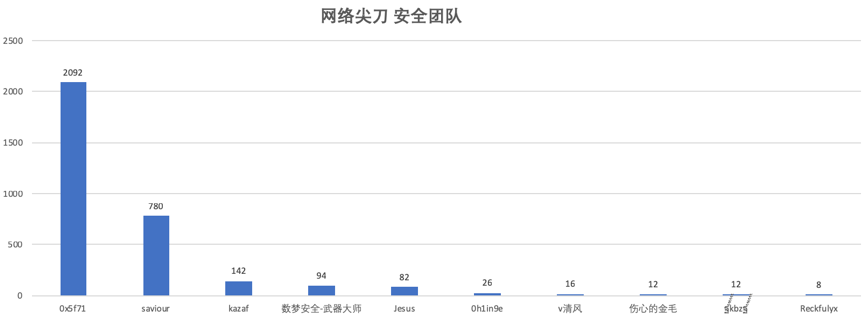 网络尖刀 安全团队
2500
2000
1500
1000
500
0
2092
780
142
94
82
26
16
12
12
8
0x5f71
saviour
kazaf
数梦安全-武器大师
Jesus
0h1in9e
v清风
伤心的金毛
Reckfulyx